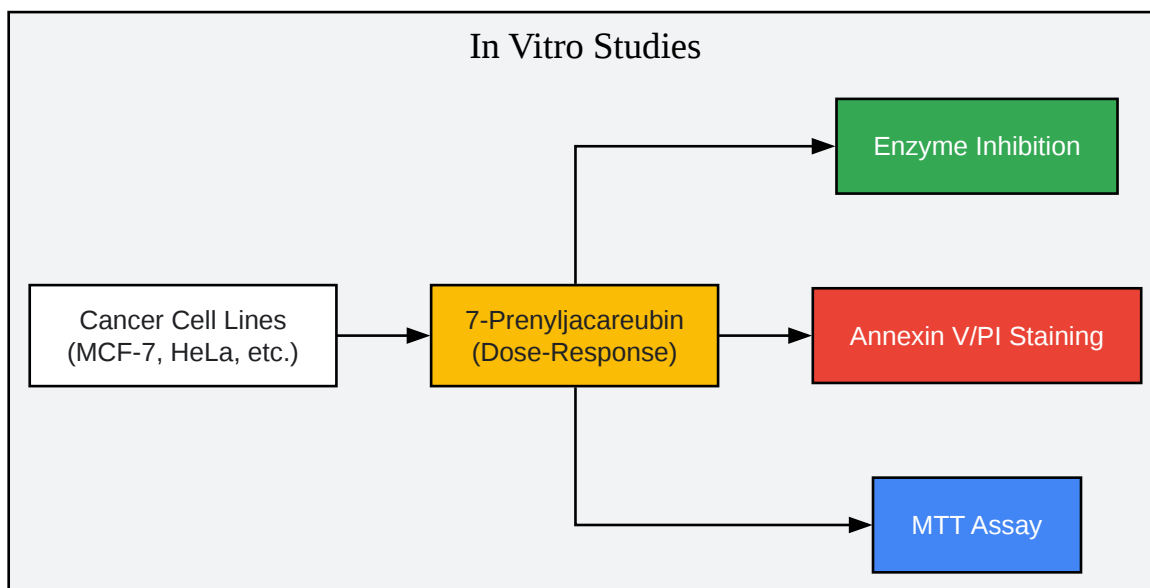 In Vitro Studies
Enzyme Inhibition
Cancer Cell Lines
(MCF-7, HeLa, etc.)
7-Prenyljacareubin
(Dose-Response)
Annexin V/PI Staining
MTT Assay